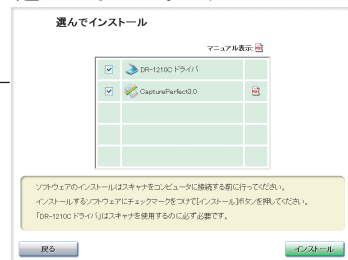 選んでインストール
マニュアル表示:
DR-1210C ドライバ
CapturePerfect3.0
ソフトウェアのインストールはスキャナをコンピュータに接続する前に行ってください。
インストールするソフトウェアにチェックマークをつけて[インストール]ボタンを押してください。
「DR-1210C ドライバ」はスキャナを使用するのに必ず必要です。
戻る
インストール